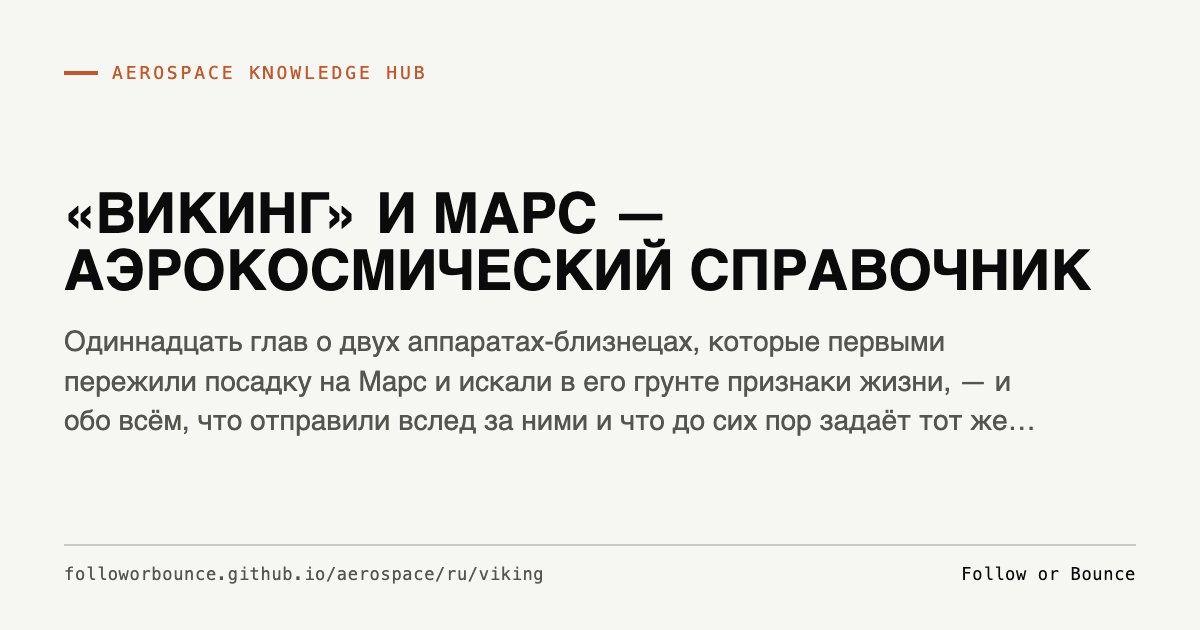 AEROSPACE KNOWLEDGE HUB
«ВИКИНГ» И МАРС —
АЭРОКОСМИЧЕСКИЙ СПРАВОЧНИК
Одиннадцать глав о двух аппаратах-близнецах, которые первыми
пережили посадку на Марс и искали в его грунте признаки жизни, — и
обо всём, что отправили вслед за ними и что до сих пор задаёт тот же…
followorbounce.github.io/aerospace/ru/viking
Follow or Bounce